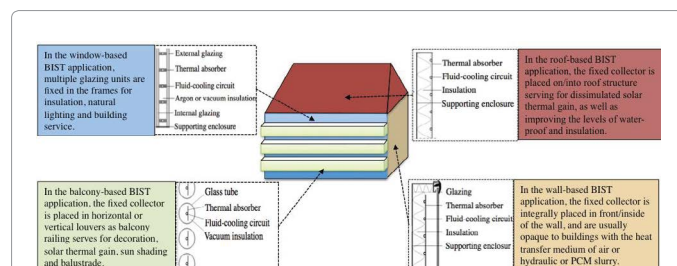 In the window-based
BIST application,
multiple glazing units are
fixed in the frames for
insulation, natural
lighting and building
service.
External glazing
Thermal absorber
Fluid-cooling circuit
Argon or vacuum insulation
Internal glazing
Supporting enclosure
Thermal absorber
Fluid-cooling circuit
Insulation
Supporting enclosure
In the roof-based BIST
application, the fixed collector is
placed on/into roof structure
serving for dissimulated solar
thermal gain, as well as
improving the levels of water-
proof and insulation.
In the balcony-based BIST
application, the fixed collector
is placed in horizontal or
vertical louvers as balcony
railing serves for decoration,
solar thermal gain, sun shading
and balustrade.
Glass tube
Thermal absorber
Fluid-cooling circuit
Vacuum insulation
Glazing
Thermal absorber
Fluid-cooling circuit
Insulation
Supporting enclosur
In the wall-based BIST
application, the fixed collector is
integrally placed in front/inside
of the wall, and are usually
opaque to buildings with the heat
transfer medium of air or
hydraulic or PCM slurry.